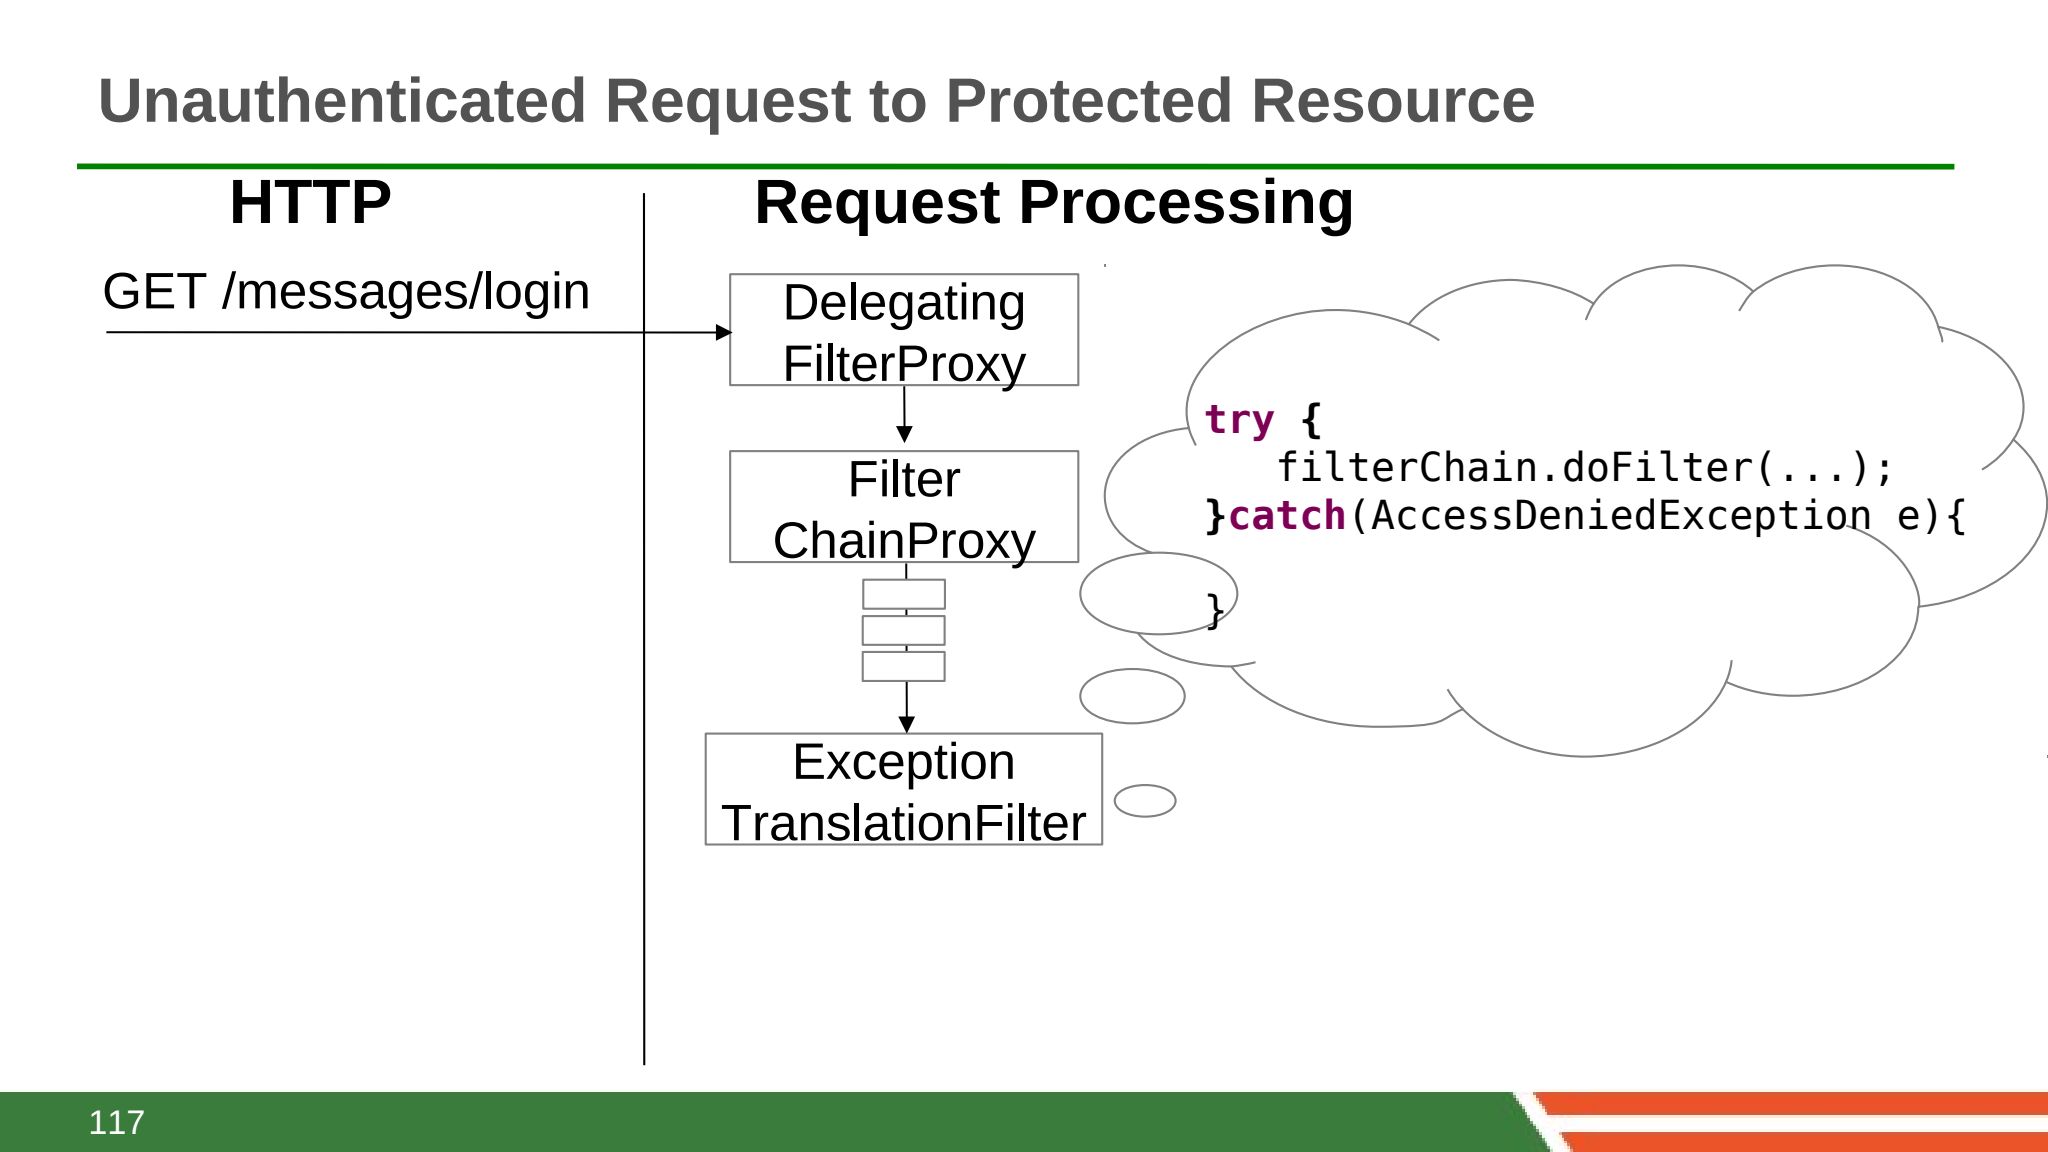 Unauthenticated Request to Protected Resource
HTTP
Request Processing
GET /messages/login
Delegating
FilterProxy
Filter
ChainProxy
Exception
TranslationFilter
try {
   filterChain.doFilter(...);
}catch(AccessDeniedException e){
}
117